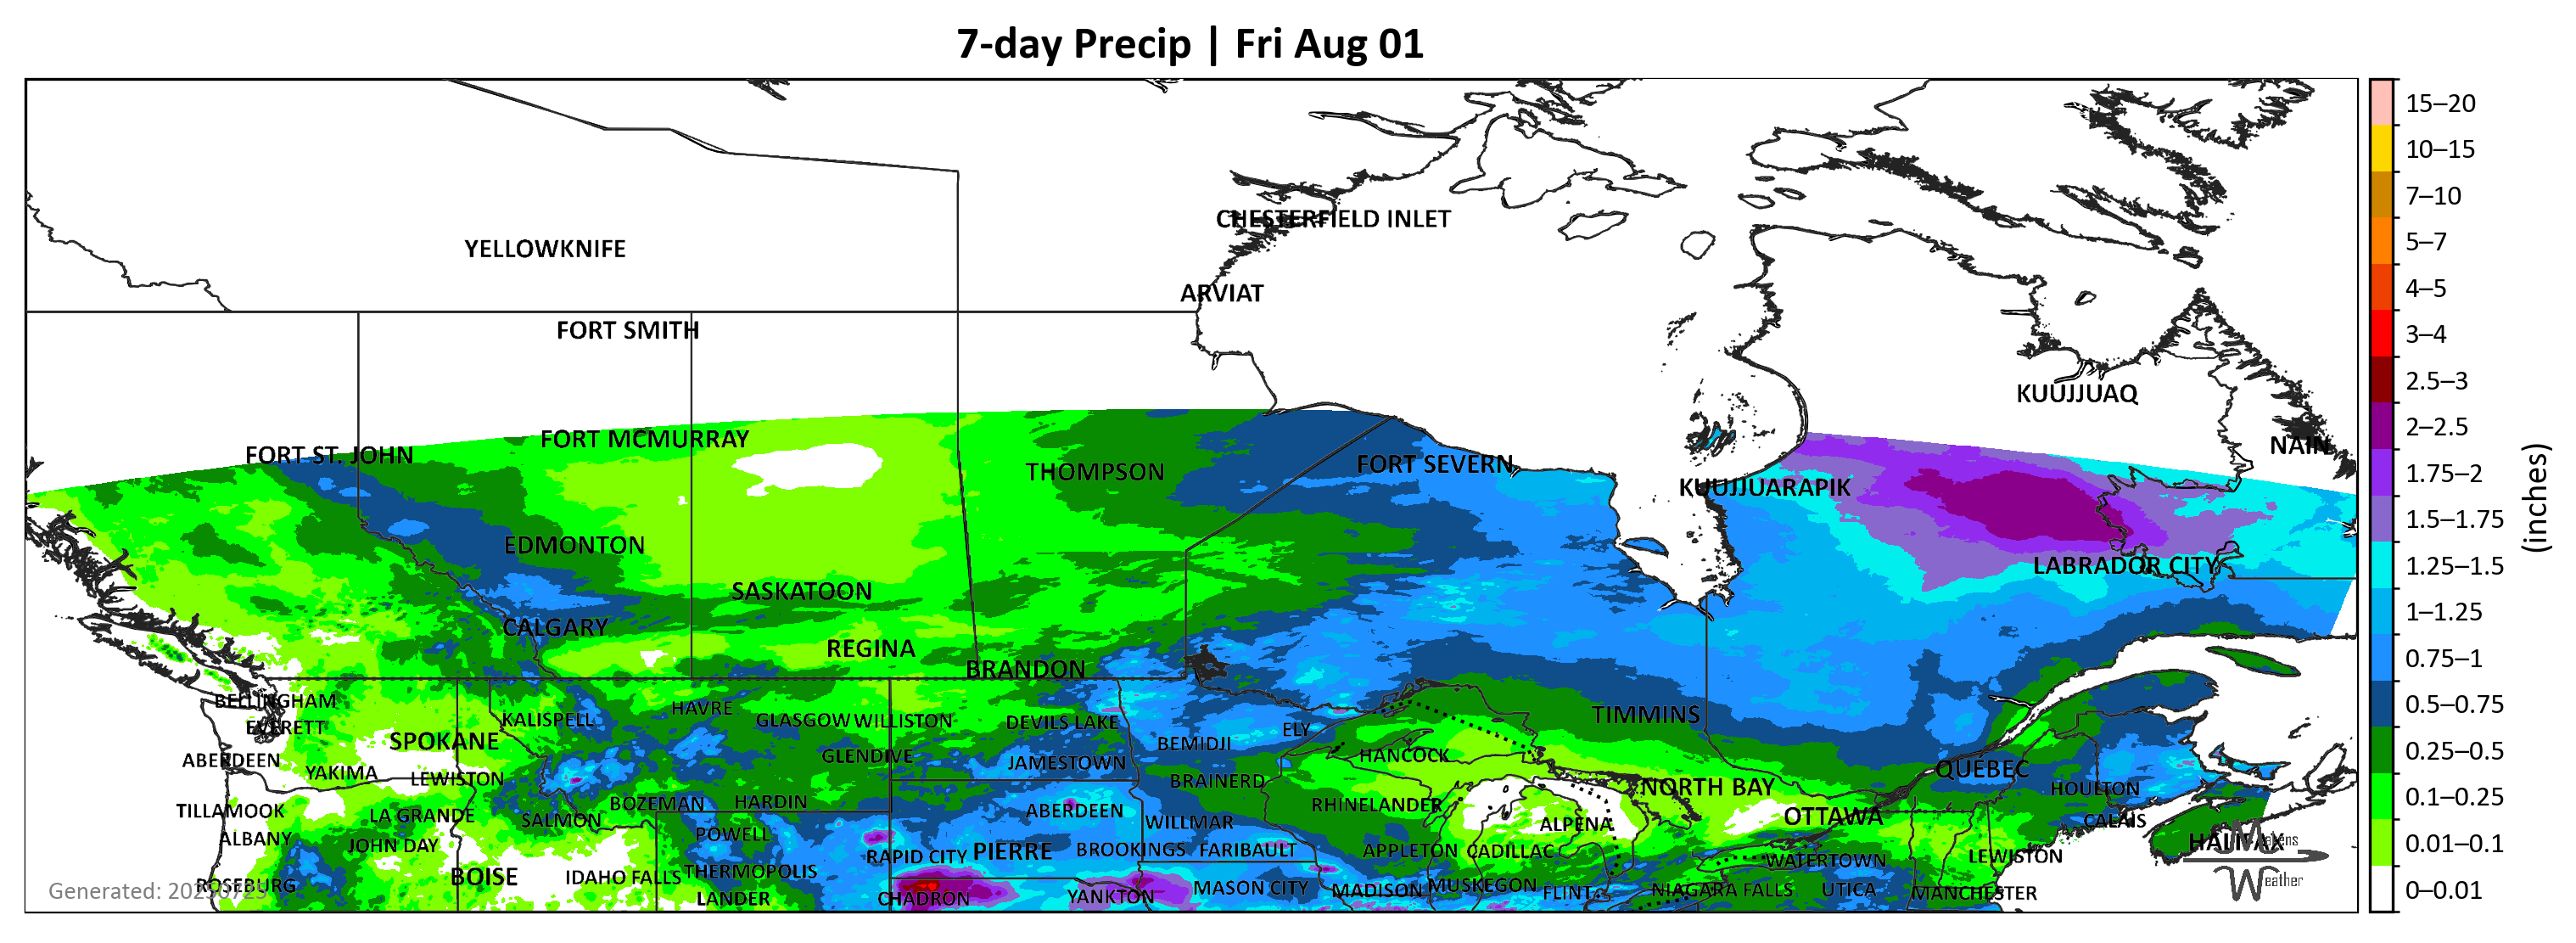 7-day Precip | Fri Aug 01
15–20
10–15
7–10
5–7
4–5
3–4
2.5–3
2–2.5
1.75–2
1.5–1.75
1.25–1.5
1–1.25
0.75–1
0.5–0.75
0.25–0.5
0.1–0.25
0.01–0.1
0–0.01
(inches)
CHESTERFIELD INLET
YELLOWKNIFE
ARVIAT
FORT SMITH
KUUJJUAQ
FORT MCMURRAY
NAIN
FORT ST. JOHN
FORT SEVERN
THOMPSON
KUUJJUARAPIK
EDMONTON
LABRADOR CITY
SASKATOON
CALGARY
REGINA
BRANDON
BELLINGHAM
HAVRE
TIMMINS
KALISPELL
GLASGOW WILLISTON
DEVILS LAKE
EVERETT
ELY
SPOKANE
BEMIDJI
HANCOCK
GLENDIVE
ABERDEEN
JAMESTOWN
QUÉBEC
YAKIMA
LEWISTON
BRAINERD
NORTH BAY
HOULTON
BOZEMAN
HARDIN
RHINELANDER
TILLAMOOK
LA GRANDE
SALMON
ABERDEEN
WILLMAR
ALPENA
OTTAWA
CALAIS
ALBANY
JOHN DAY
POWELL
HALIFAX
RAPID CITY
PIERRE
BROOKINGS
FARIBAULT
APPLETON
CADILLAC
WATERTOWN
LEWISTON
BOISE
IDAHO FALLS
THERMOPOLIS
ROSEBURG
MASON CITY
MADISON
MUSKEGON
FLINT
NIAGARA FALLS
UTICA
MANCHESTER
LANDER
CHADRON
YANKTON
Weather